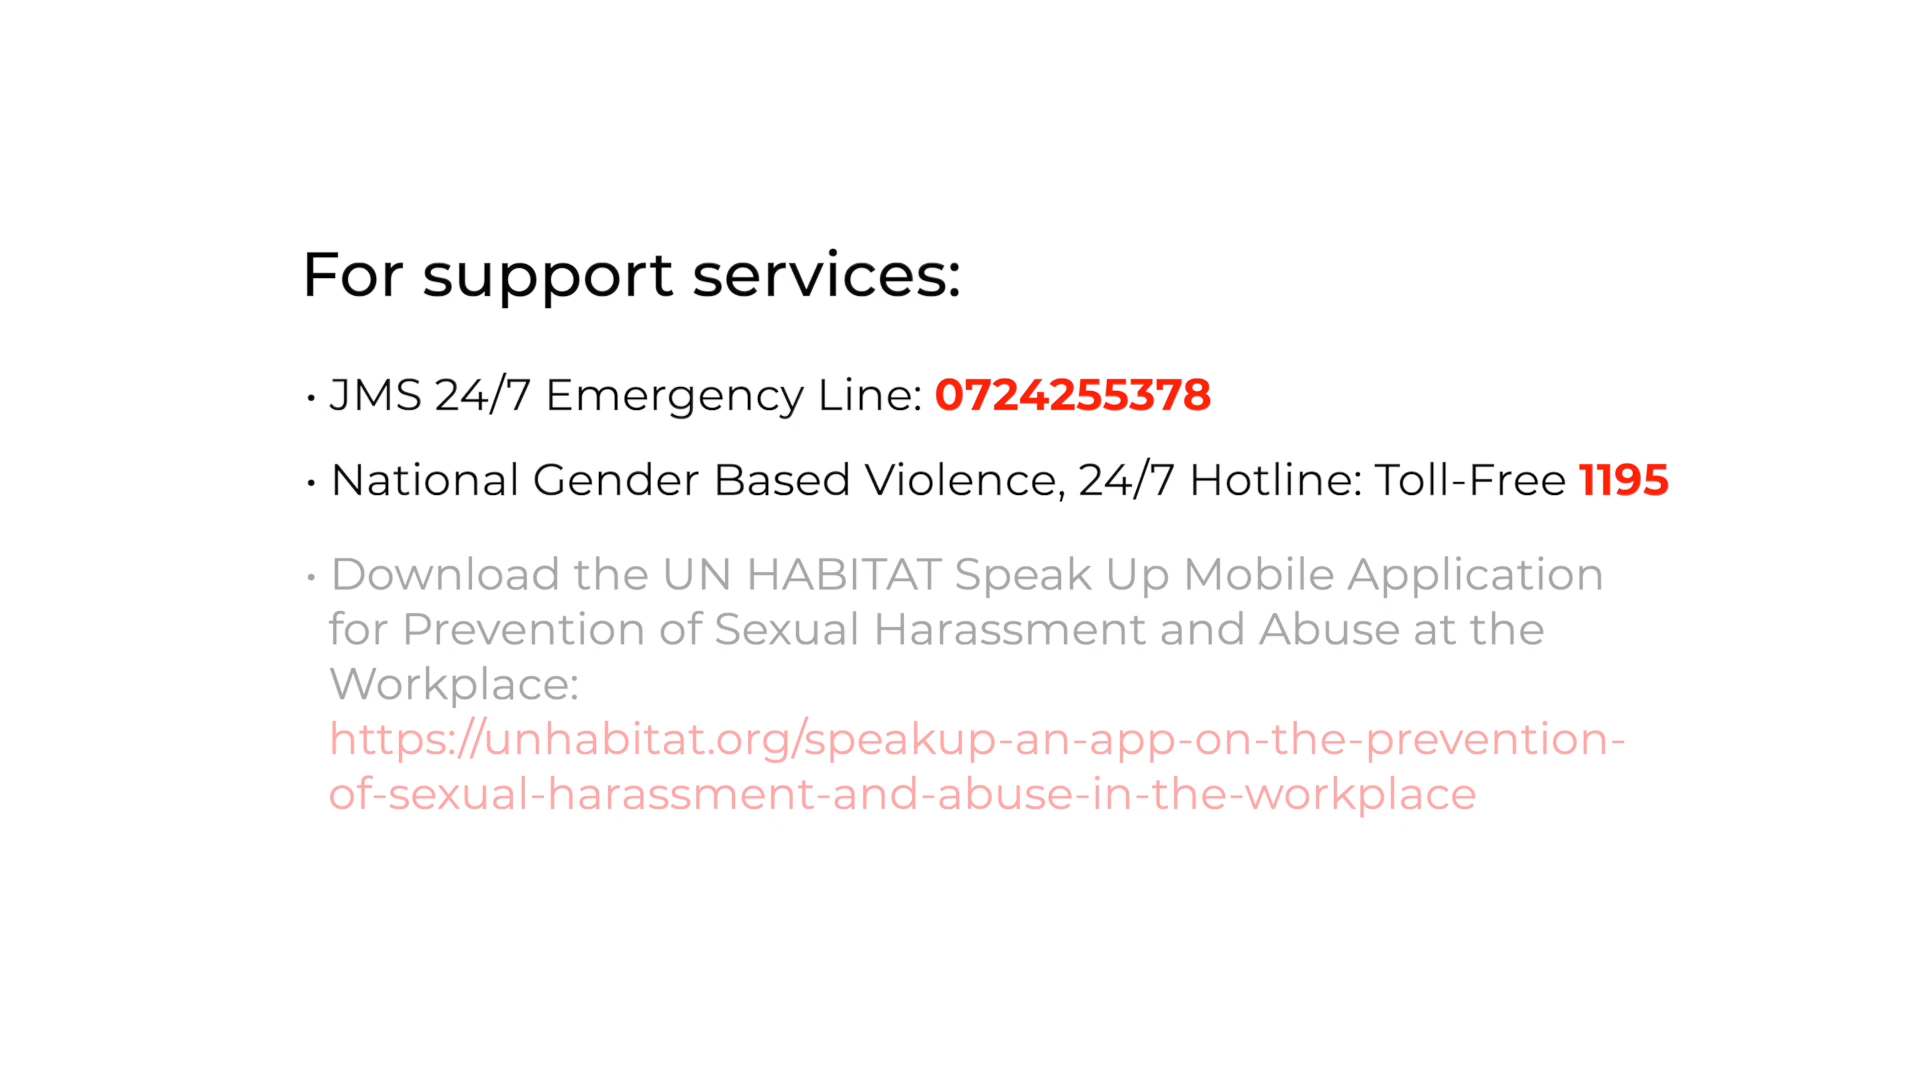 For support services:
• JMS 24/7 Emergency Line: 0724255378
• National Gender Based Violence, 24/7 Hotline: Toll-Free 1195
• Download the UN HABITAT Speak Up Mobile Application
for Prevention of Sexual Harassment and Abuse at the
Workplace:
https://unhabitat.org/speakup-an-app-on-the-prevention-
of-sexual-harassment-and-abuse-in-the-workplace